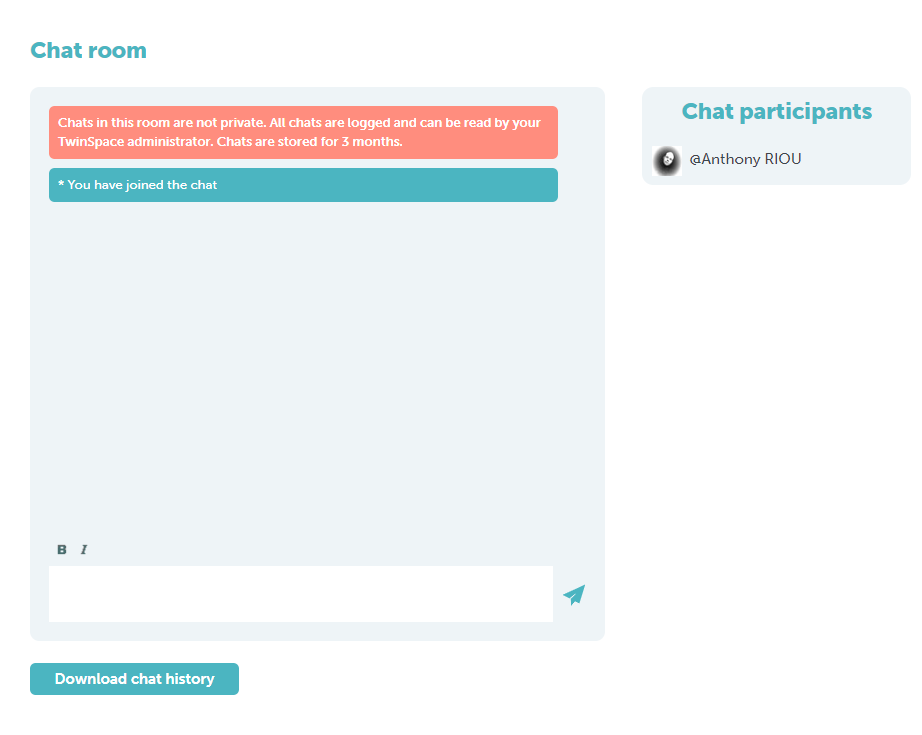 Chat room
Chats in this room are not private. All chats are logged and can be read by your
TwinSpace administrator. Chats are stored for 3 months.
* You have joined the chat
B I
Download chat history
Chat participants
@Anthony RIOU